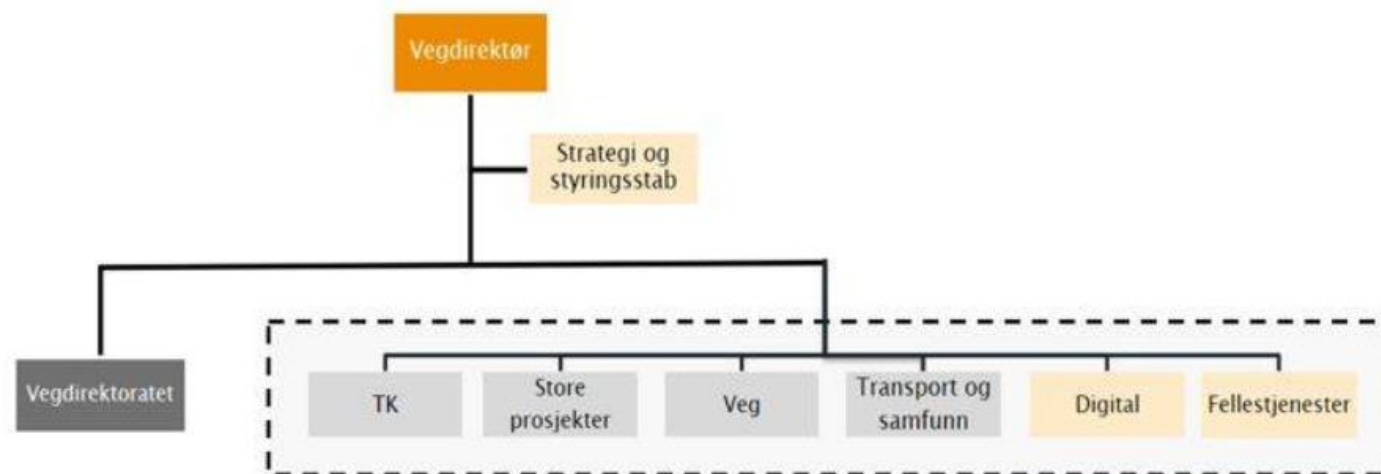 Vegdirektør
Strategi og
styringsstab
Vegdirektoratet
TK
Store
prosjekter
Veg
Transport og
samfunn
Digital
Fellestjenester